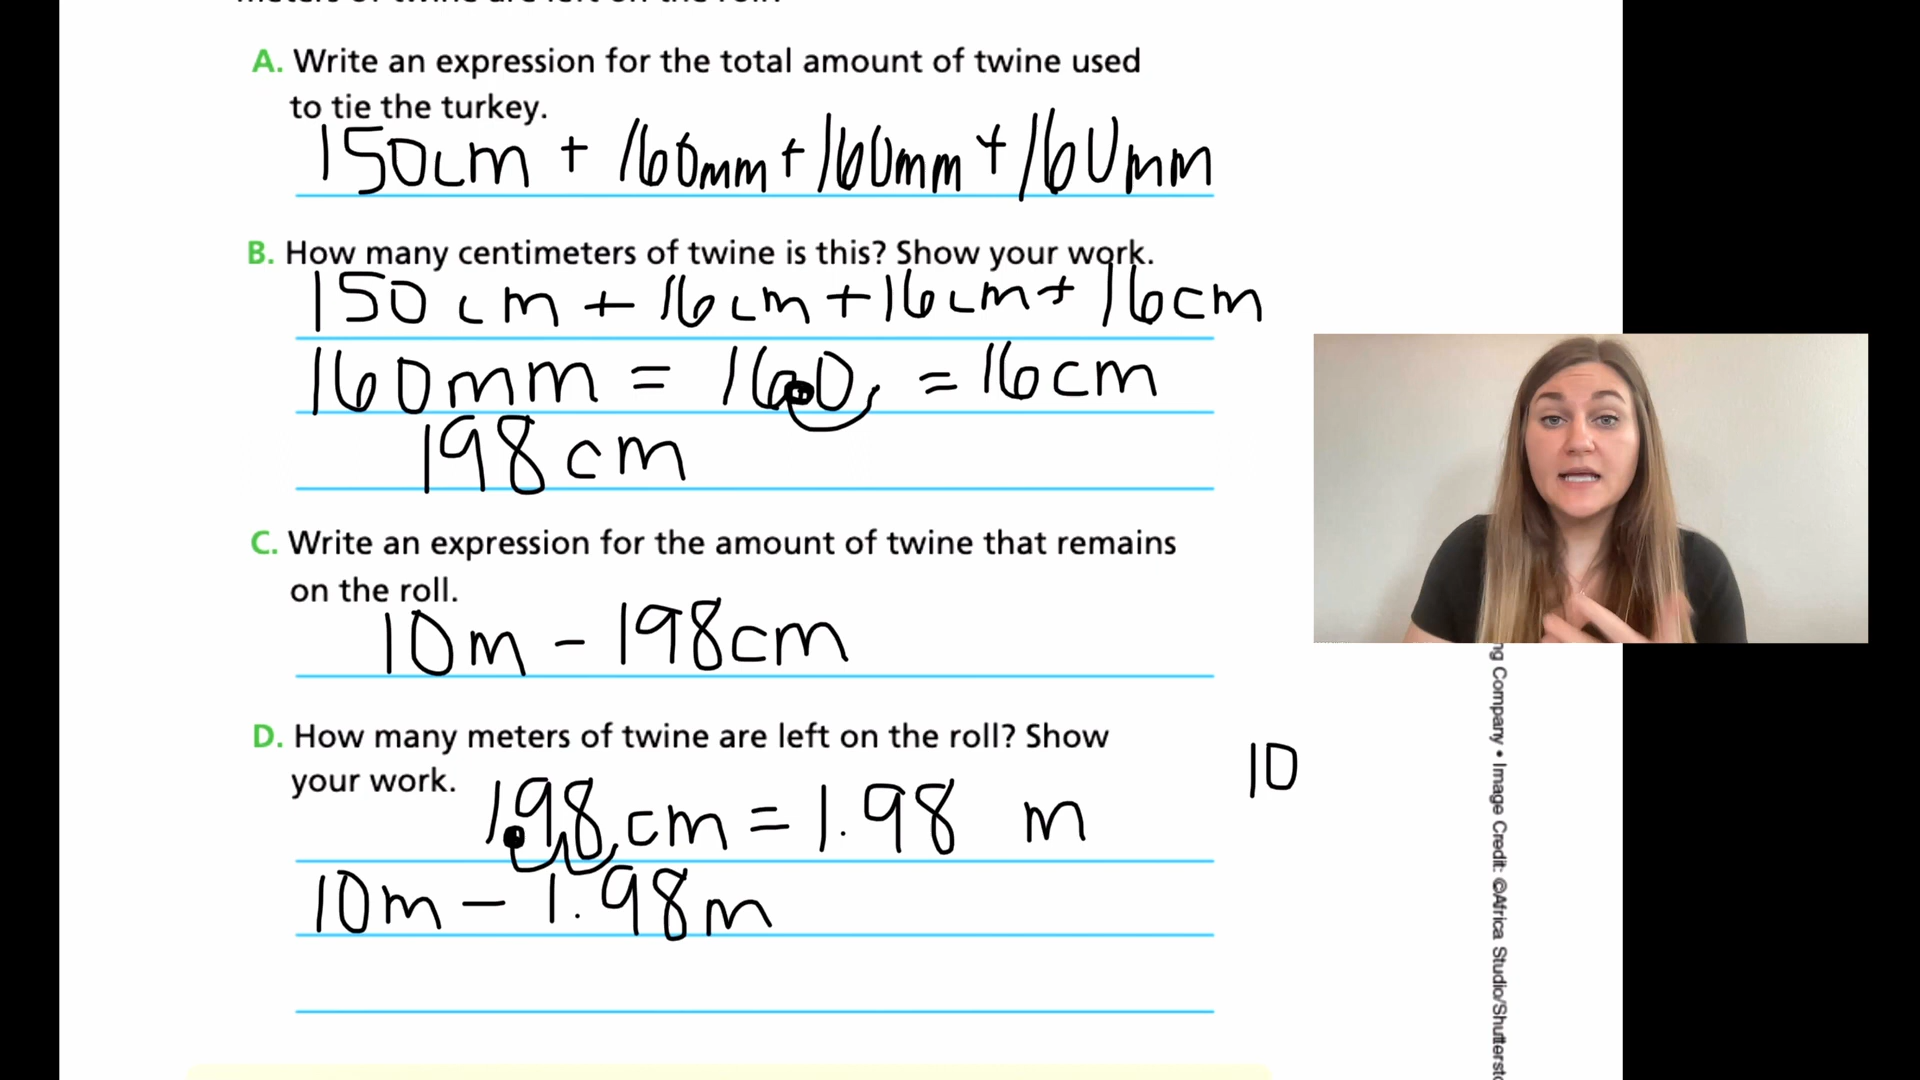 A. Write an expression for the total amount of twine used
to tie the turkey.
150cm + 160mm + 160mm + 160mm
B. How many centimeters of twine is this? Show your work.
150 cm + 16cm + 16cm + 16cm
160mm = 160. = 16cm
198cm
C. Write an expression for the amount of twine that remains
on the roll.
10m - 198cm
D. How many meters of twine are left on the roll? Show
your work.
1.98. cm = 1.98 m
10
10m - 1.98m
ng Company • Image Credit: ©Africa Studio/Shutterst